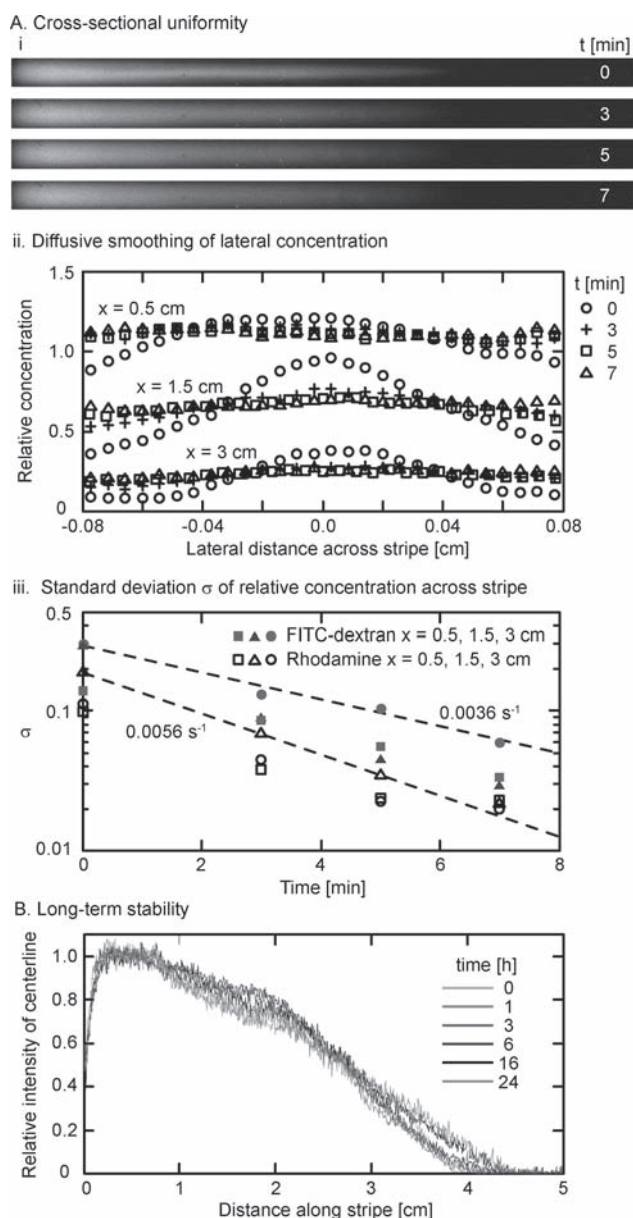 A. Cross-sectional uniformity
i t [min]
0
3
5
7
ii. Diffusive smoothing of lateral concentration
1.5
1.0
0.5
0
Relative concentration
x = 0.5 cm
x = 1.5 cm
x = 3 cm
t [min]
0
3
5
7
-0.08 -0.04 0.0 0.04 0.08
Lateral distance across stripe [cm]
iii. Standard deviation σ of relative concentration across stripe
0.5
0.1
0.01
σ
FITC-dextran x = 0.5, 1.5, 3 cm
Rhodamine x = 0.5, 1.5, 3 cm
0.0036 s⁻¹
0.0056 s⁻¹
0 2 4 6 8
Time [min]
B. Long-term stability
Relative intensity of centerline
1.0
0.8
0.6
0.4
0.2
0
time [h]
0
1
3
6
16
24
0 1 2 3 4 5
Distance along stripe [cm]